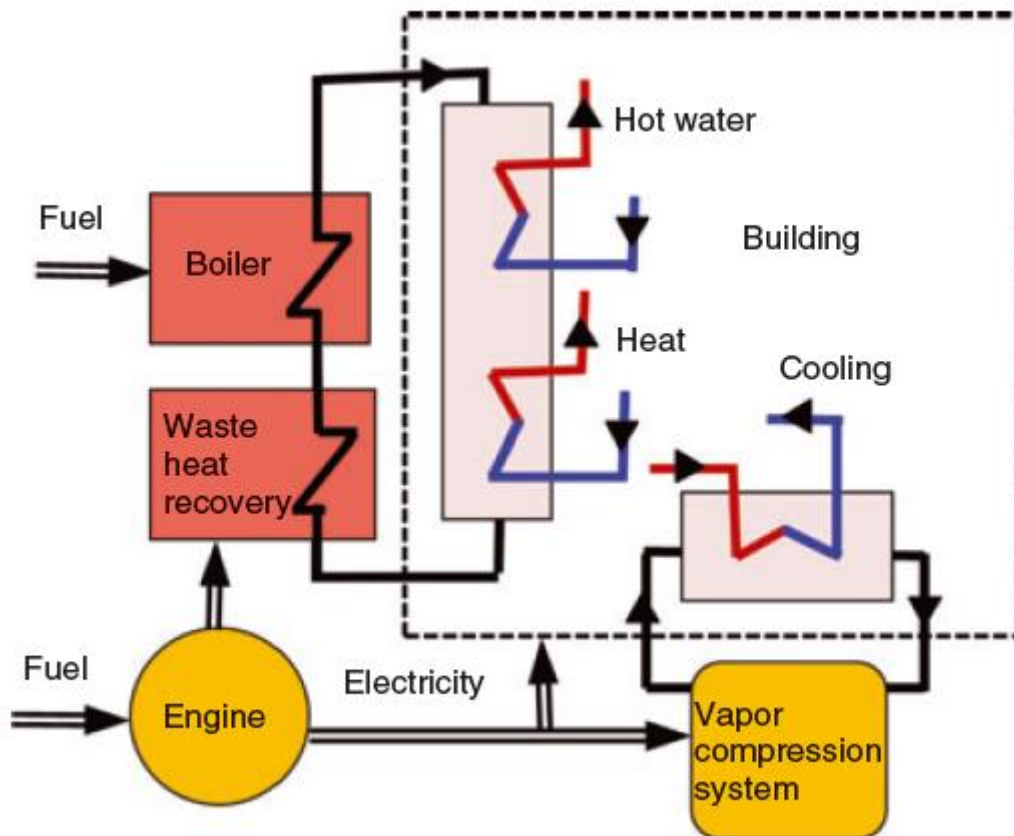 Hot water
Fuel
Boiler
Building
Heat
Cooling
Waste
heat
recovery
Fuel
Engine
Electricity
Vapor
compression
system